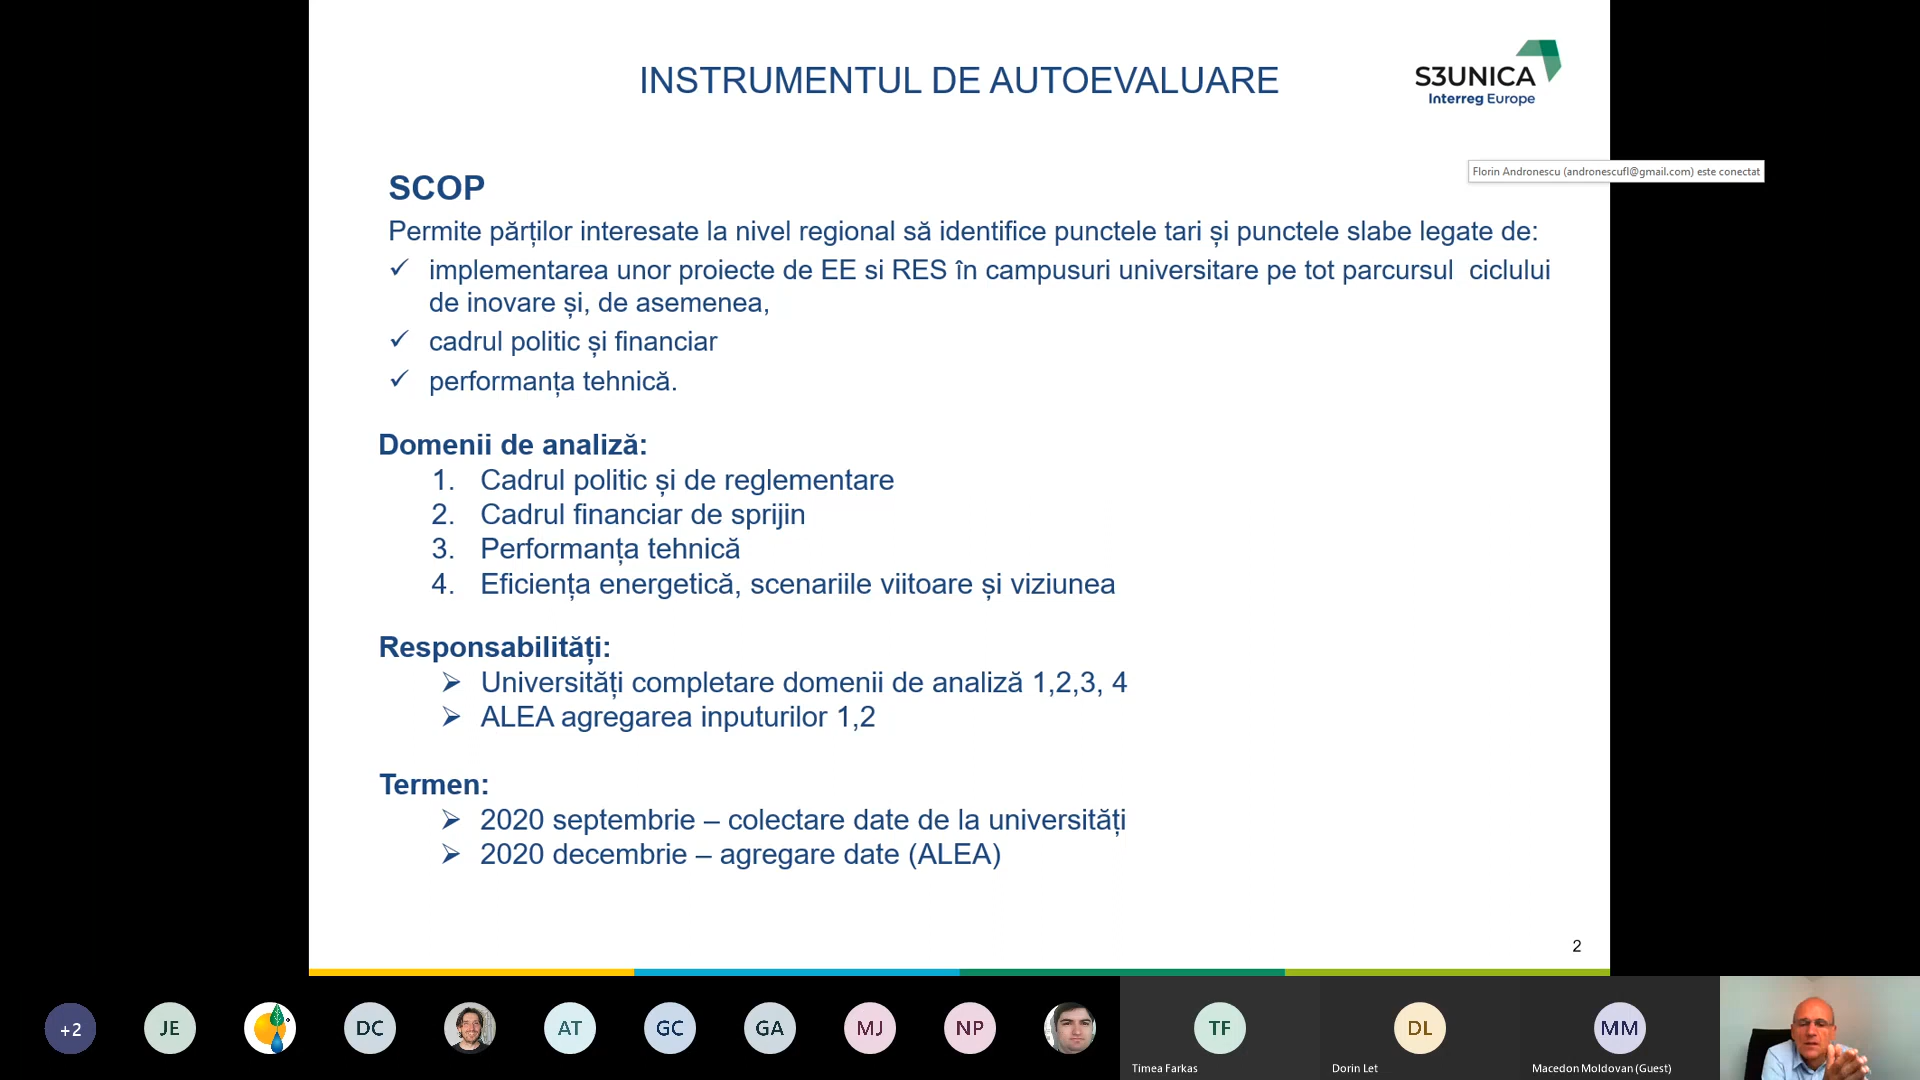 INSTRUMENTUL DE AUTOEVALUARE
S3UNICA
Interreg Europe
Florin Andronescu (andronescufl@gmail.com) este conectat
SCOP
Permite părților interesate la nivel regional să identifice punctele tari și punctele slabe legate de:
✓ implementarea unor proiecte de EE si RES în campusuri universitare pe tot parcursul ciclului
de inovare și, de asemenea,
✓ cadrul politic și financiar
✓ performanța tehnică.
Domenii de analiză:
1. Cadrul politic și de reglementare
2. Cadrul financiar de sprijin
3. Performanța tehnică
4. Eficiența energetică, scenariile viitoare și viziunea
Responsabilități:
➢ Universități completare domenii de analiză 1,2,3, 4
➢ ALEA agregarea inputurilor 1,2
Termen:
➢ 2020 septembrie – colectare date de la universități
➢ 2020 decembrie – agregare date (ALEA)
2
+2
JE
DC
AT
GC
GA
MJ
NP
TF
DL
MM
Timea Farkas
Dorin Let
Macedon Moldovan (Guest)